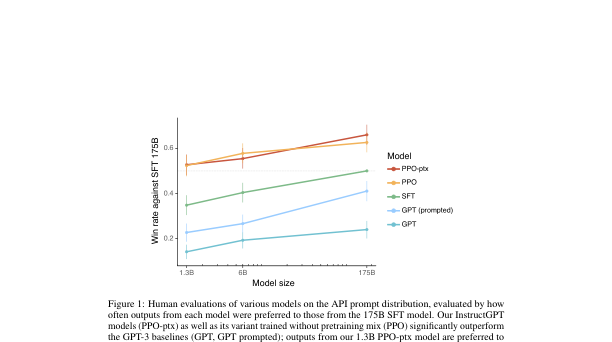 Win rate against SFT 175B
0.6
0.4
0.2
1.3B 6B 175B
Model size
Model
PPO-ptx
PPO
SFT
GPT (prompted)
GPT
Figure 1: Human evaluations of various models on the API prompt distribution, evaluated by how
often outputs from each model were preferred to those from the 175B SFT model. Our InstructGPT
models (PPO-ptx) as well as its variant trained without pretraining mix (PPO) significantly outperform
the GPT-3 baselines (GPT, GPT prompted); outputs from our 1.3B PPO-ptx model are preferred to